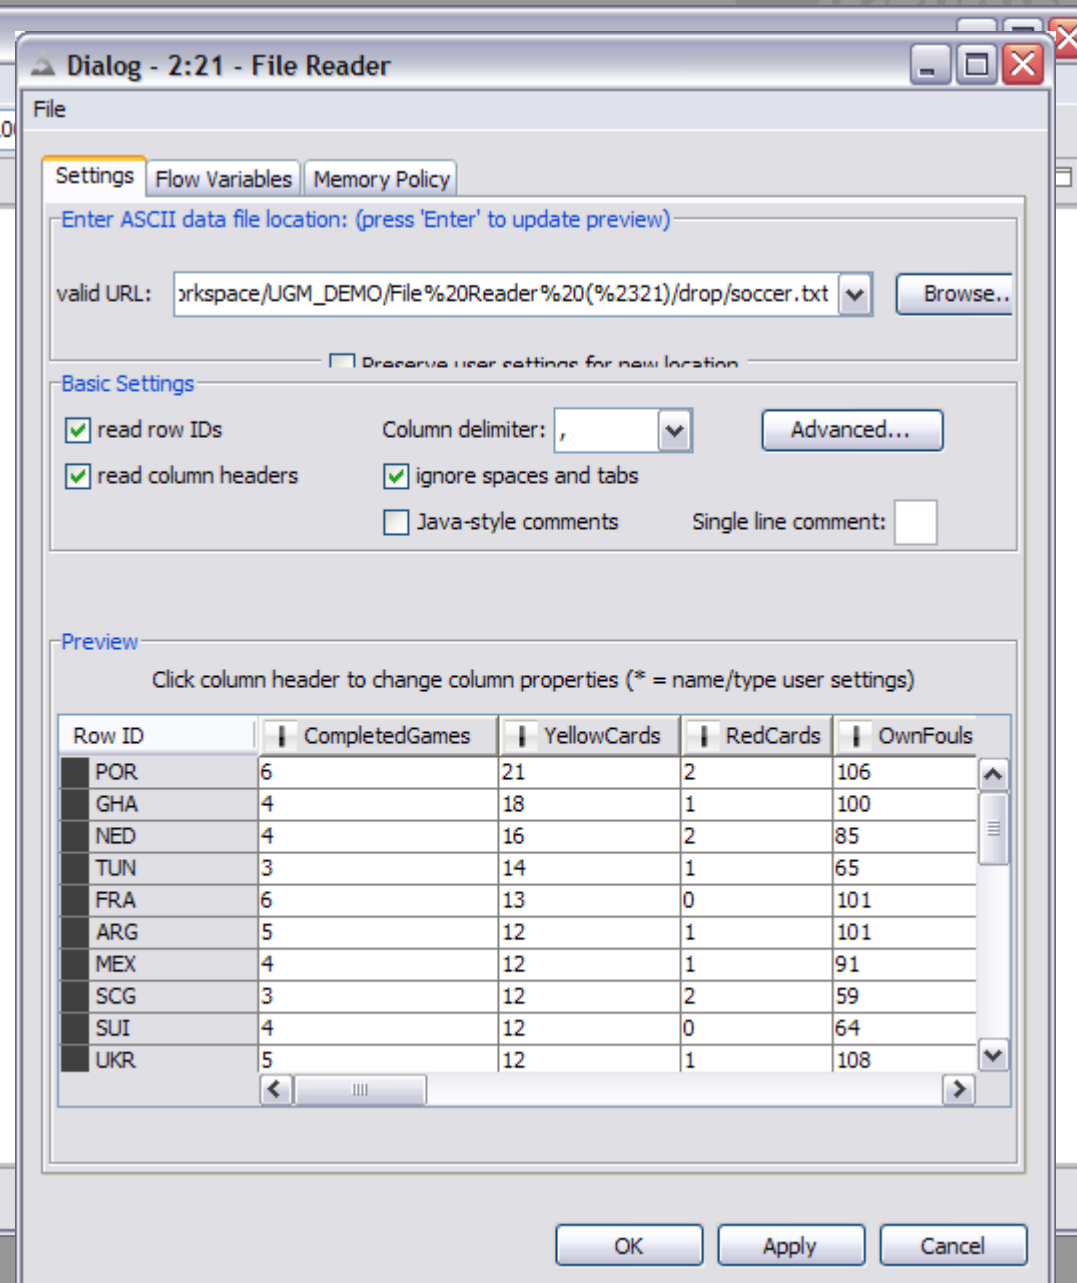 Dialog - 2:21 - File Reader
File
Settings Flow Variables Memory Policy
Enter ASCII data file location: (press 'Enter' to update preview)
valid URL: orkspace/UGM_DEMO/File%20Reader%20(%2321)/drop/soccer.txt Browse..
Preserve user settings for new location
Basic Settings
read row IDs Column delimiter: , Advanced...
read column headers ignore spaces and tabs
Java-style comments Single line comment:
Preview
Click column header to change column properties (* = name/type user settings)
Row ID CompletedGames YellowCards RedCards OwnFouls
POR 6 21 2 106
GHA 4 18 1 100
NED 4 16 2 85
TUN 3 14 1 65
FRA 6 13 0 101
ARG 5 12 1 101
MEX 4 12 1 91
SCG 3 12 2 59
SUI 4 12 0 64
UKR 5 12 1 108
OK Apply Cancel